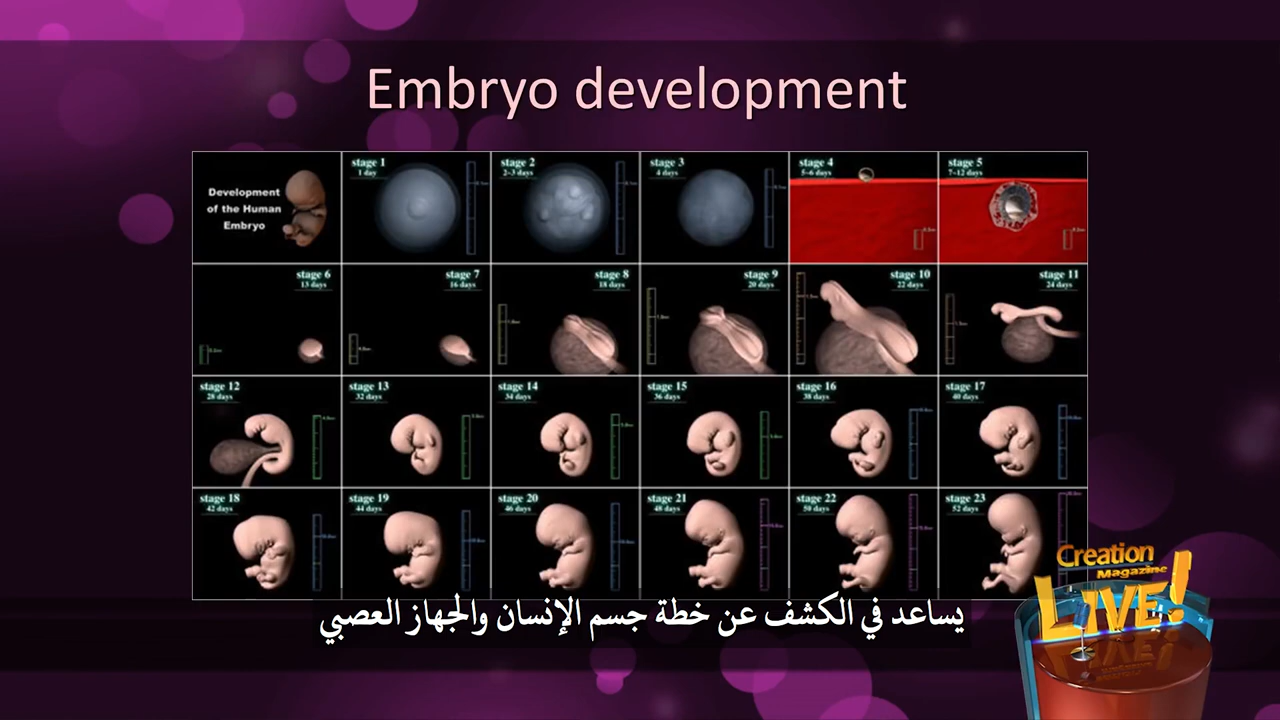 Embryo development
Development
of the Human
Embryo
stage 1
1 day
stage 2
2-3 days
stage 3
4 days
stage 4
5-6 days
stage 5
7-12 days
stage 6
13 days
stage 7
16 days
stage 8
18 days
stage 9
20 days
stage 10
22 days
stage 11
24 days
stage 12
28 days
stage 13
32 days
stage 14
34 days
stage 15
36 days
stage 16
38 days
stage 17
40 days
stage 18
42 days
stage 19
44 days
stage 20
46 days
stage 21
48 days
stage 22
50 days
stage 23
52 days
Creation
Magazine
LIVE!
يساعد في الكشف عن خطة جسم الإنسان والجهاز العصبي